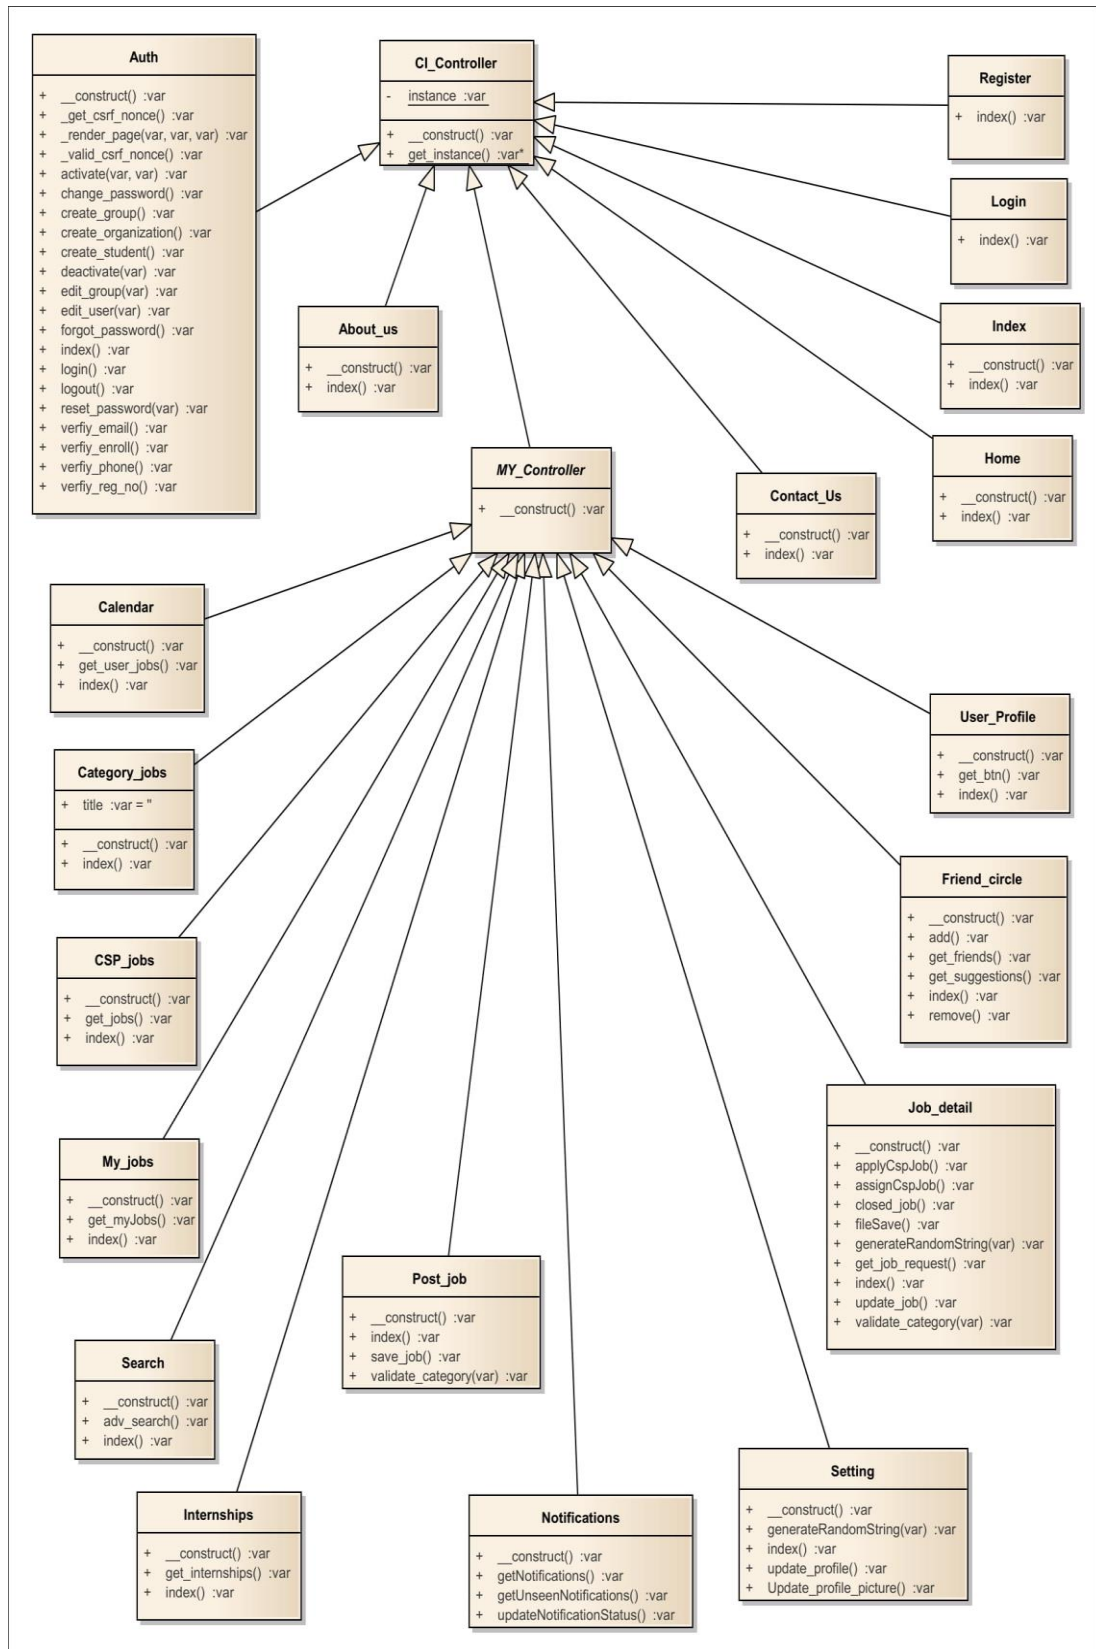 Auth
+ __construct() :var
+ _get_csrf_nonce() :var
+ _render_page(var, var, var) :var
+ _valid_csrf_nonce() :var
+ activate(var, var) :var
+ change_password() :var
+ create_group() :var
+ create_organization() :var
+ create_student() :var
+ deactivate(var) :var
+ edit_group(var) :var
+ edit_user(var) :var
+ forgot_password() :var
+ index() :var
+ login() :var
+ logout() :var
+ reset_password(var) :var
+ verfiy_email() :var
+ verfiy_enroll() :var
+ verfiy_phone() :var
+ verfiy_reg_no() :var
CI_Controller
- instance :var
+ __construct() :var
+ get_instance() :var*
Register
+ index() :var
Login
+ index() :var
About_us
+ __construct() :var
+ index() :var
Index
+ __construct() :var
+ index() :var
MY_Controller
+ __construct() :var
Contact_Us
+ __construct() :var
+ index() :var
Home
+ __construct() :var
+ index() :var
Calendar
+ __construct() :var
+ get_user_jobs() :var
+ index() :var
User_Profile
+ __construct() :var
+ get_btn() :var
+ index() :var
Category_jobs
+ title :var = ''
+ __construct() :var
+ index() :var
Friend_circle
+ __construct() :var
+ add() :var
+ get_friends() :var
+ get_suggestions() :var
+ index() :var
+ remove() :var
CSP_jobs
+ __construct() :var
+ get_jobs() :var
+ index() :var
Job_detail
+ __construct() :var
+ applyCspJob() :var
+ assignCspJob() :var
+ closed_job() :var
+ fileSave() :var
+ generateRandomString(var) :var
+ get_job_request() :var
+ index() :var
+ update_job() :var
+ validate_category(var) :var
My_jobs
+ __construct() :var
+ get_myJobs() :var
+ index() :var
Post_job
+ __construct() :var
+ index() :var
+ save_job() :var
+ validate_category(var) :var
Search
+ __construct() :var
+ adv_search() :var
+ index() :var
Setting
+ __construct() :var
+ generateRandomString(var) :var
+ index() :var
+ update_profile() :var
+ Update_profile_picture() :var
Internships
+ __construct() :var
+ get_internships() :var
+ index() :var
Notifications
+ __construct() :var
+ getNotifications() :var
+ getUnseenNotifications() :var
+ updateNotificationStatus() :var